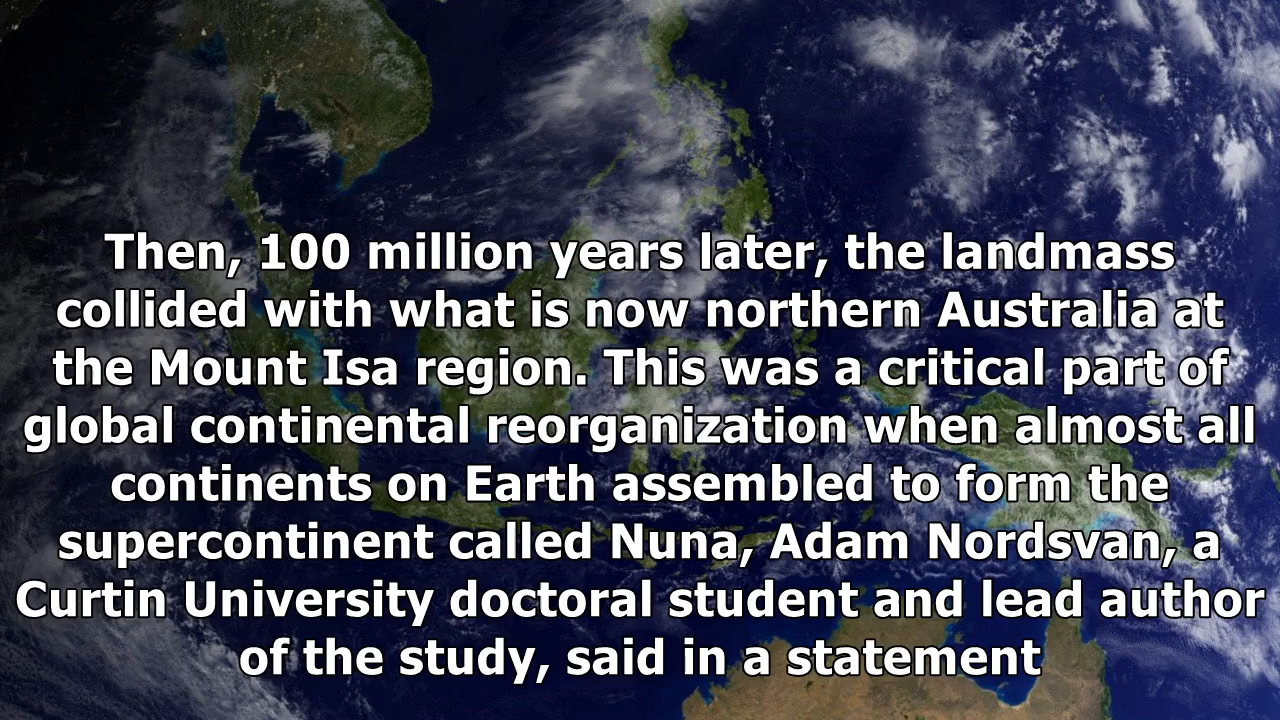 Then, 100 million years later, the landmass
collided with what is now northern Australia at
the Mount Isa region. This was a critical part of
global continental reorganization when almost all
continents on Earth assembled to form the
supercontinent called Nuna, Adam Nordsvan, a
Curtin University doctoral student and lead author
of the study, said in a statement